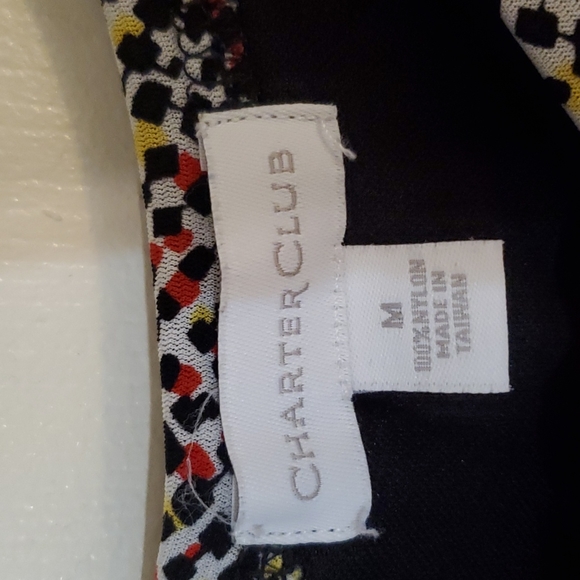 CHARTER CLUB
M
100% NYLON
MADE IN
TAIWAN